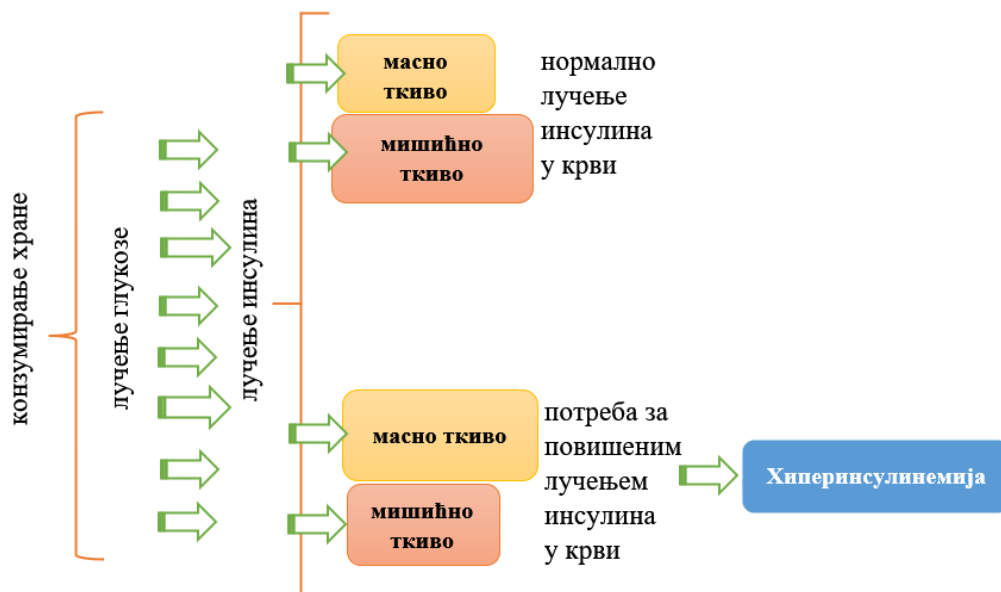 конзумирање хране
лучење глукозе
лучење инсулина
масно
ткиво
мишићно
ткиво
нормално
лучење
инсулина
у крви
масно ткиво
мишићно
ткиво
потреба за
повишеним
лучењем
инсулина
у крви
Хиперинсулинемија